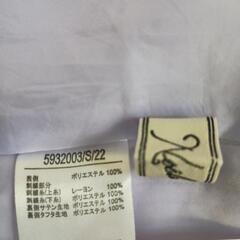 5932003/S/22
表側 ポリエステル 100%
刺繍部分
刺繍糸(上糸) レーヨン 100%
刺繍糸(下糸) ポリエステル 100%
裏側サテン生地 ポリエステル 100%
裏側タフタ生地 ポリエステル 100%